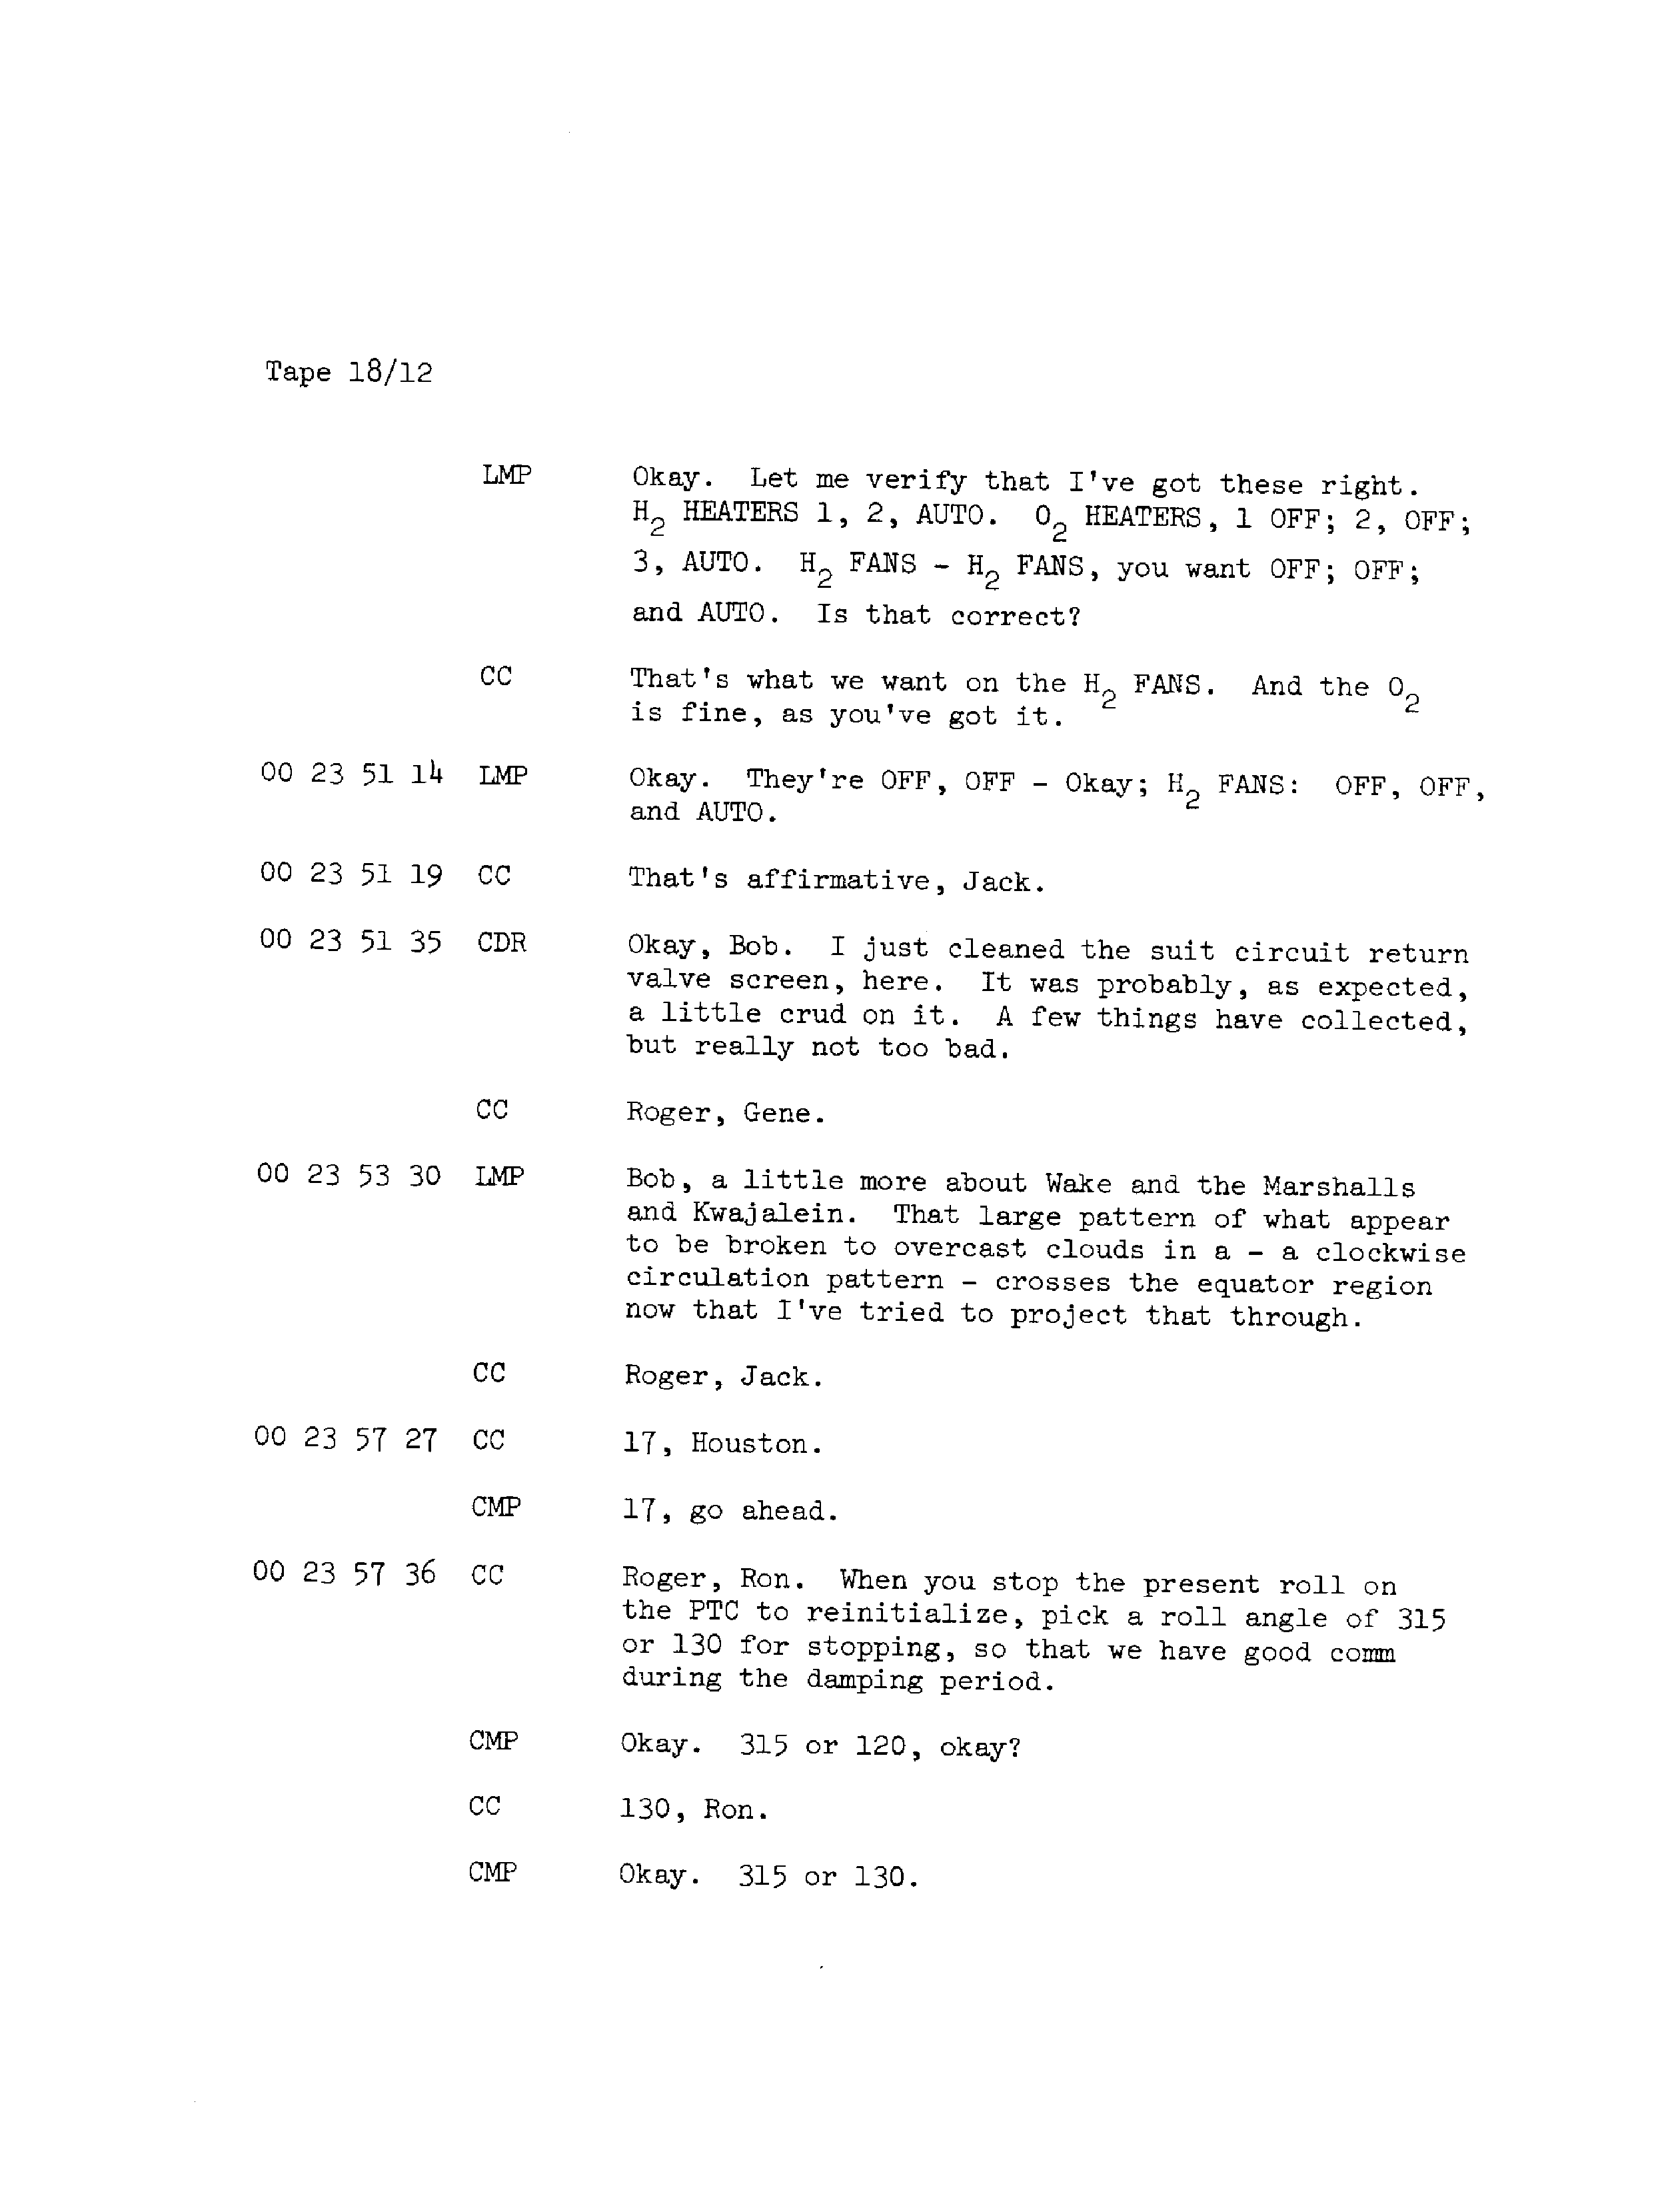 Tape 18/12
LMP Okay. Let me verify that I've got these right.
H2 HEATERS 1, 2, AUTO. O2 HEATERS, 1 OFF; 2, OFF;
3, AUTO. H2 FANS - H2 FANS, you want OFF; OFF;
and AUTO. Is that correct?
CC That's what we want on the H2 FANS. And the O2
is fine, as you've got it.
00 23 51 14 LMP Okay. They're OFF, OFF - Okay; H2 FANS: OFF, OFF,
and AUTO.
00 23 51 19 CC That's affirmative, Jack.
00 23 51 35 CDR Okay, Bob. I just cleaned the suit circuit return
valve screen, here. It was probably, as expected,
a little crud on it. A few things have collected,
but really not too bad.
CC Roger, Gene.
00 23 53 30 LMP Bob, a little more about Wake and the Marshalls
and Kwajalein. That large pattern of what appear
to be broken to overcast clouds in a - a clockwise
circulation pattern - crosses the equator region
now that I've tried to project that through.
CC Roger, Jack.
00 23 57 27 CC 17, Houston.
CMP 17, go ahead.
00 23 57 36 CC Roger, Ron. When you stop the present roll on
the PTC to reinitialize, pick a roll angle of 315
or 130 for stopping, so that we have good comm
during the damping period.
CMP Okay. 315 or 120, okay?
CC 130, Ron.
CMP Okay. 315 or 130.